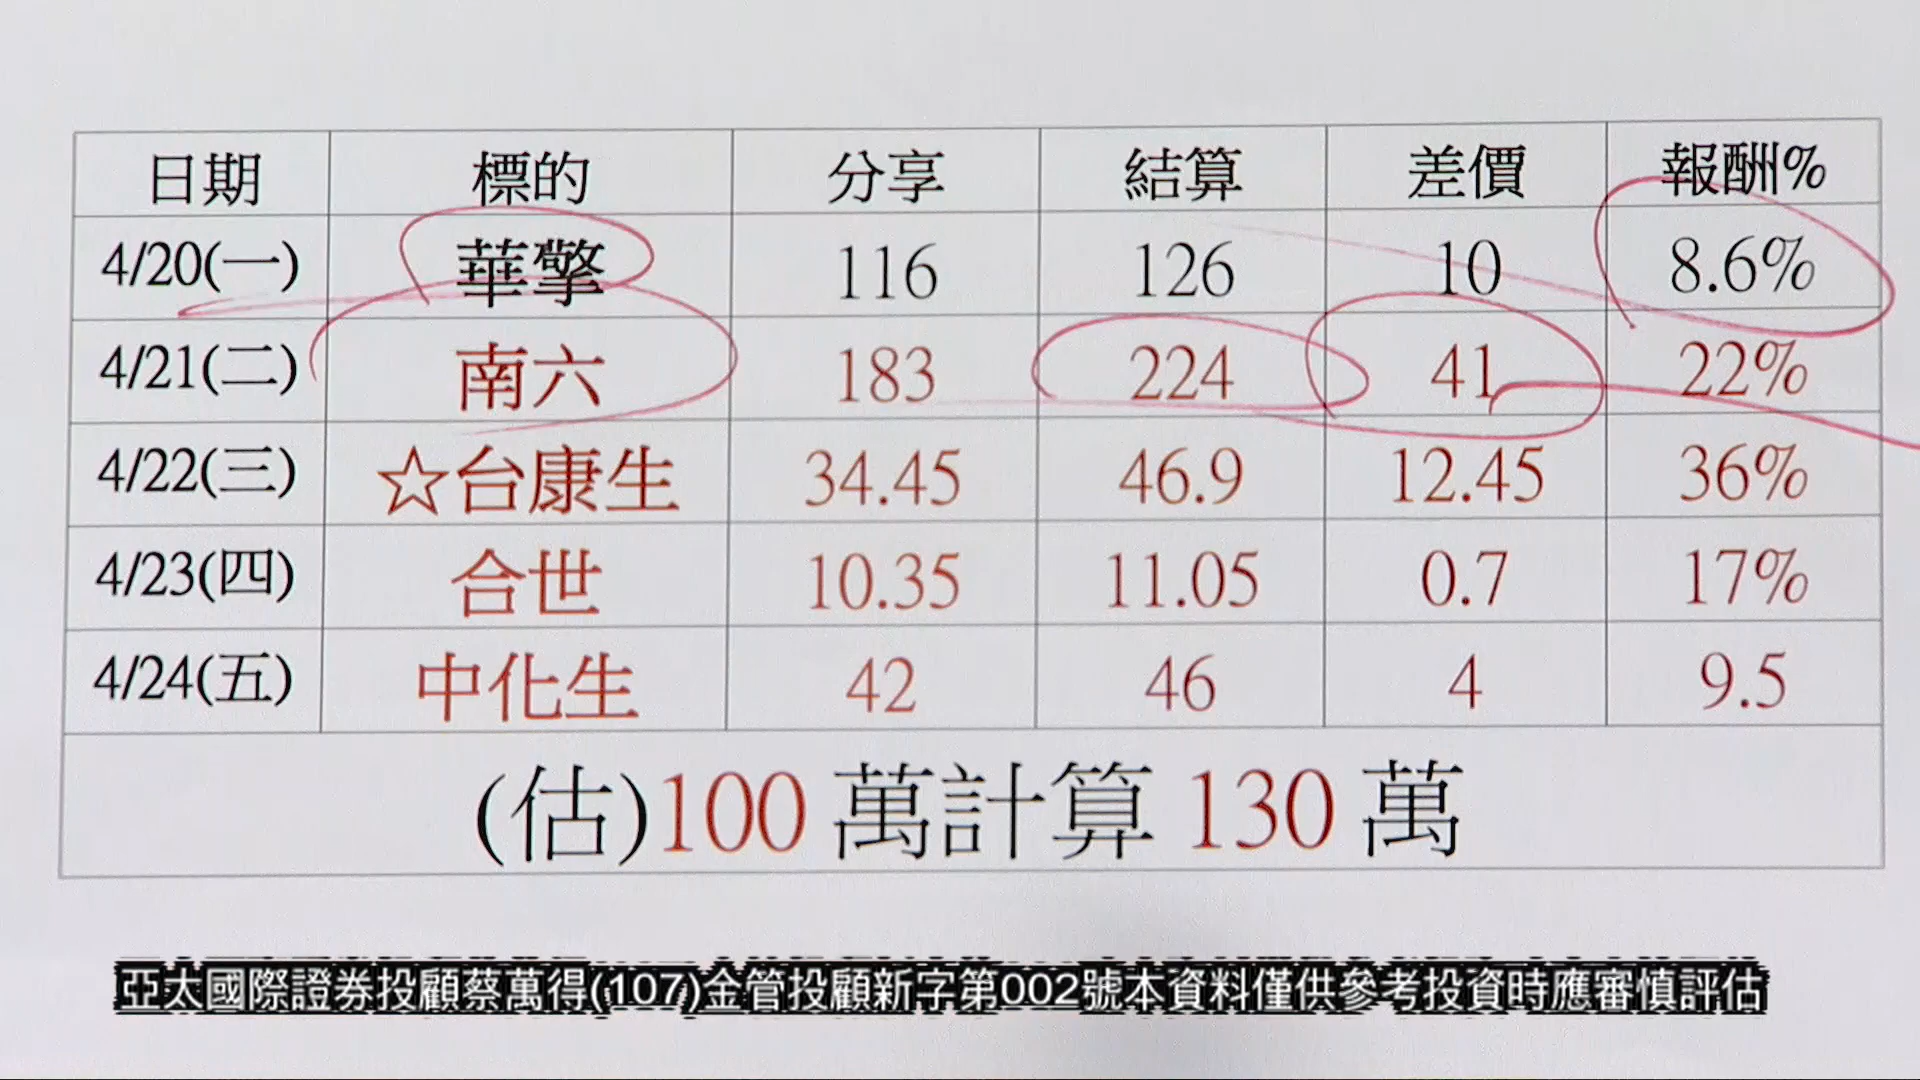 日期 標的 分享 結算 差價 報酬%
4/20(一) 華擎 116 126 10 8.6%
4/21(二) 南六 183 224 41 22%
4/22(三) ☆台康生 34.45 46.9 12.45 36%
4/23(四) 合世 10.35 11.05 0.7 17%
4/24(五) 中化生 42 46 4 9.5
(估)100萬計算130萬
亞太國際證券投顧蔡萬得(107)金管投顧新字第002號本資料僅供參考投資時應審慎評估